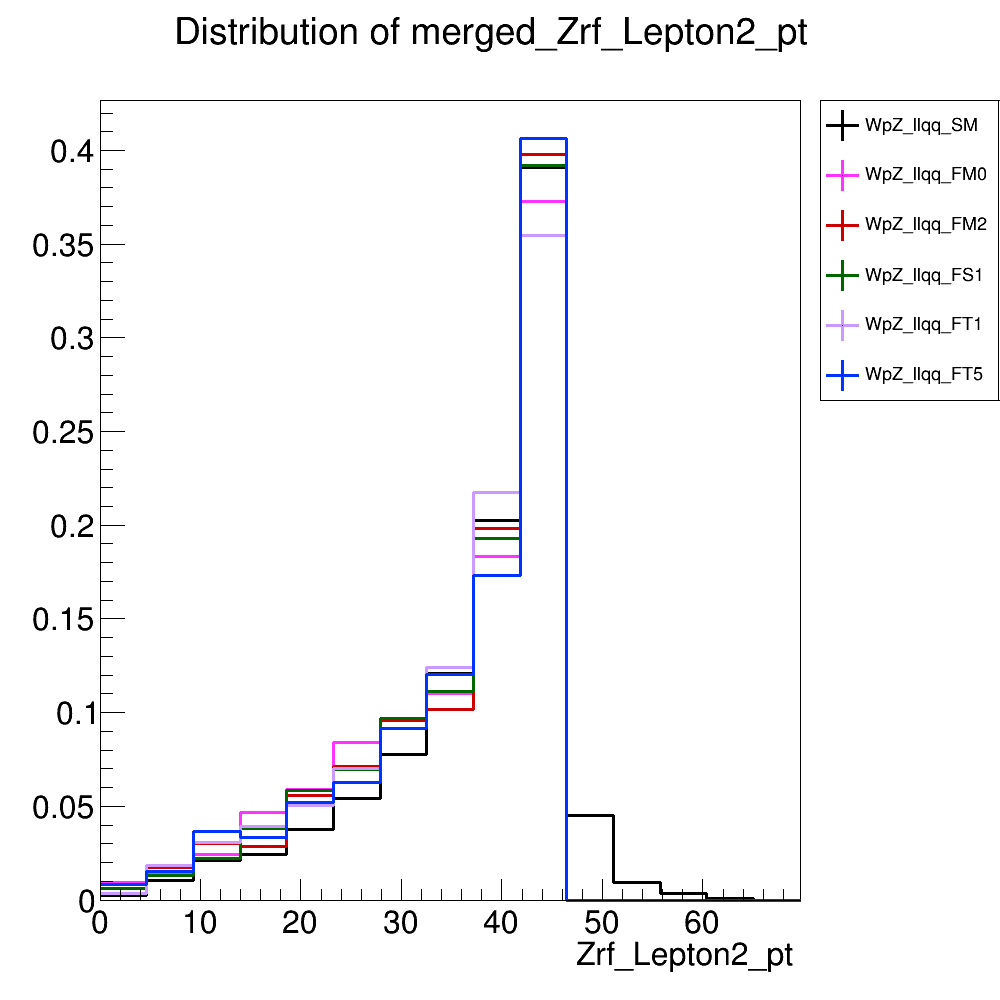 Distribution of merged_Zrf_Lepton2_pt
WpZ_llqq_SM
WpZ_llqq_FM0
WpZ_llqq_FM2
WpZ_llqq_FS1
WpZ_llqq_FT1
WpZ_llqq_FT5
0.4
0.35
0.3
0.25
0.2
0.15
0.1
0.05
0
0 10 20 30 40 50 60
Zrf_Lepton2_pt